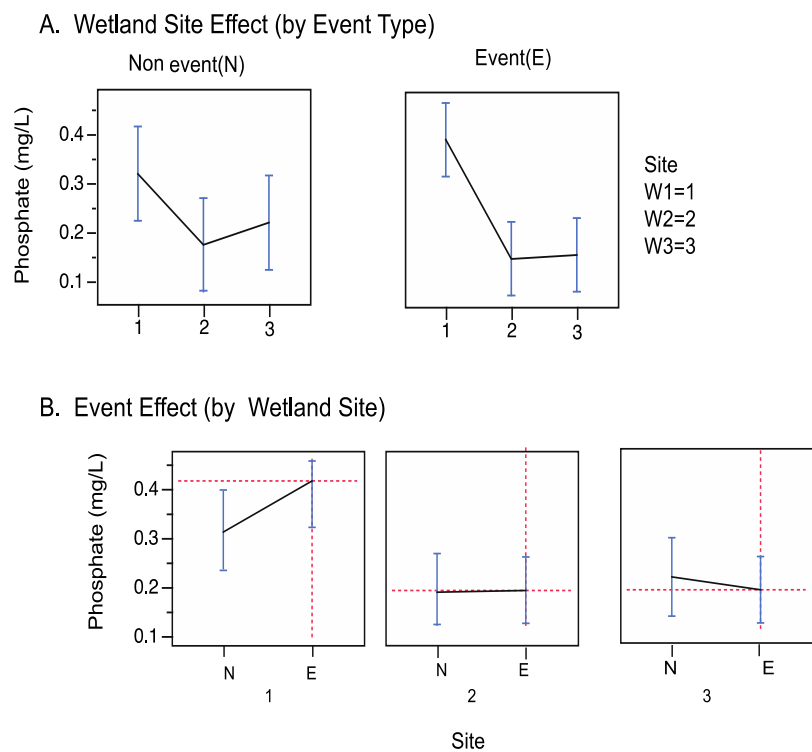 A. Wetland Site Effect (by Event Type)
Non event(N)
Event(E)
Phosphate (mg/L)
0.4
0.3
0.2
0.1
1 2 3
1 2 3
Site
W1=1
W2=2
W3=3
B. Event Effect (by Wetland Site)
Phosphate (mg/L)
0.4
0.3
0.2
0.1
N E
N E
N E
1 2 3
Site